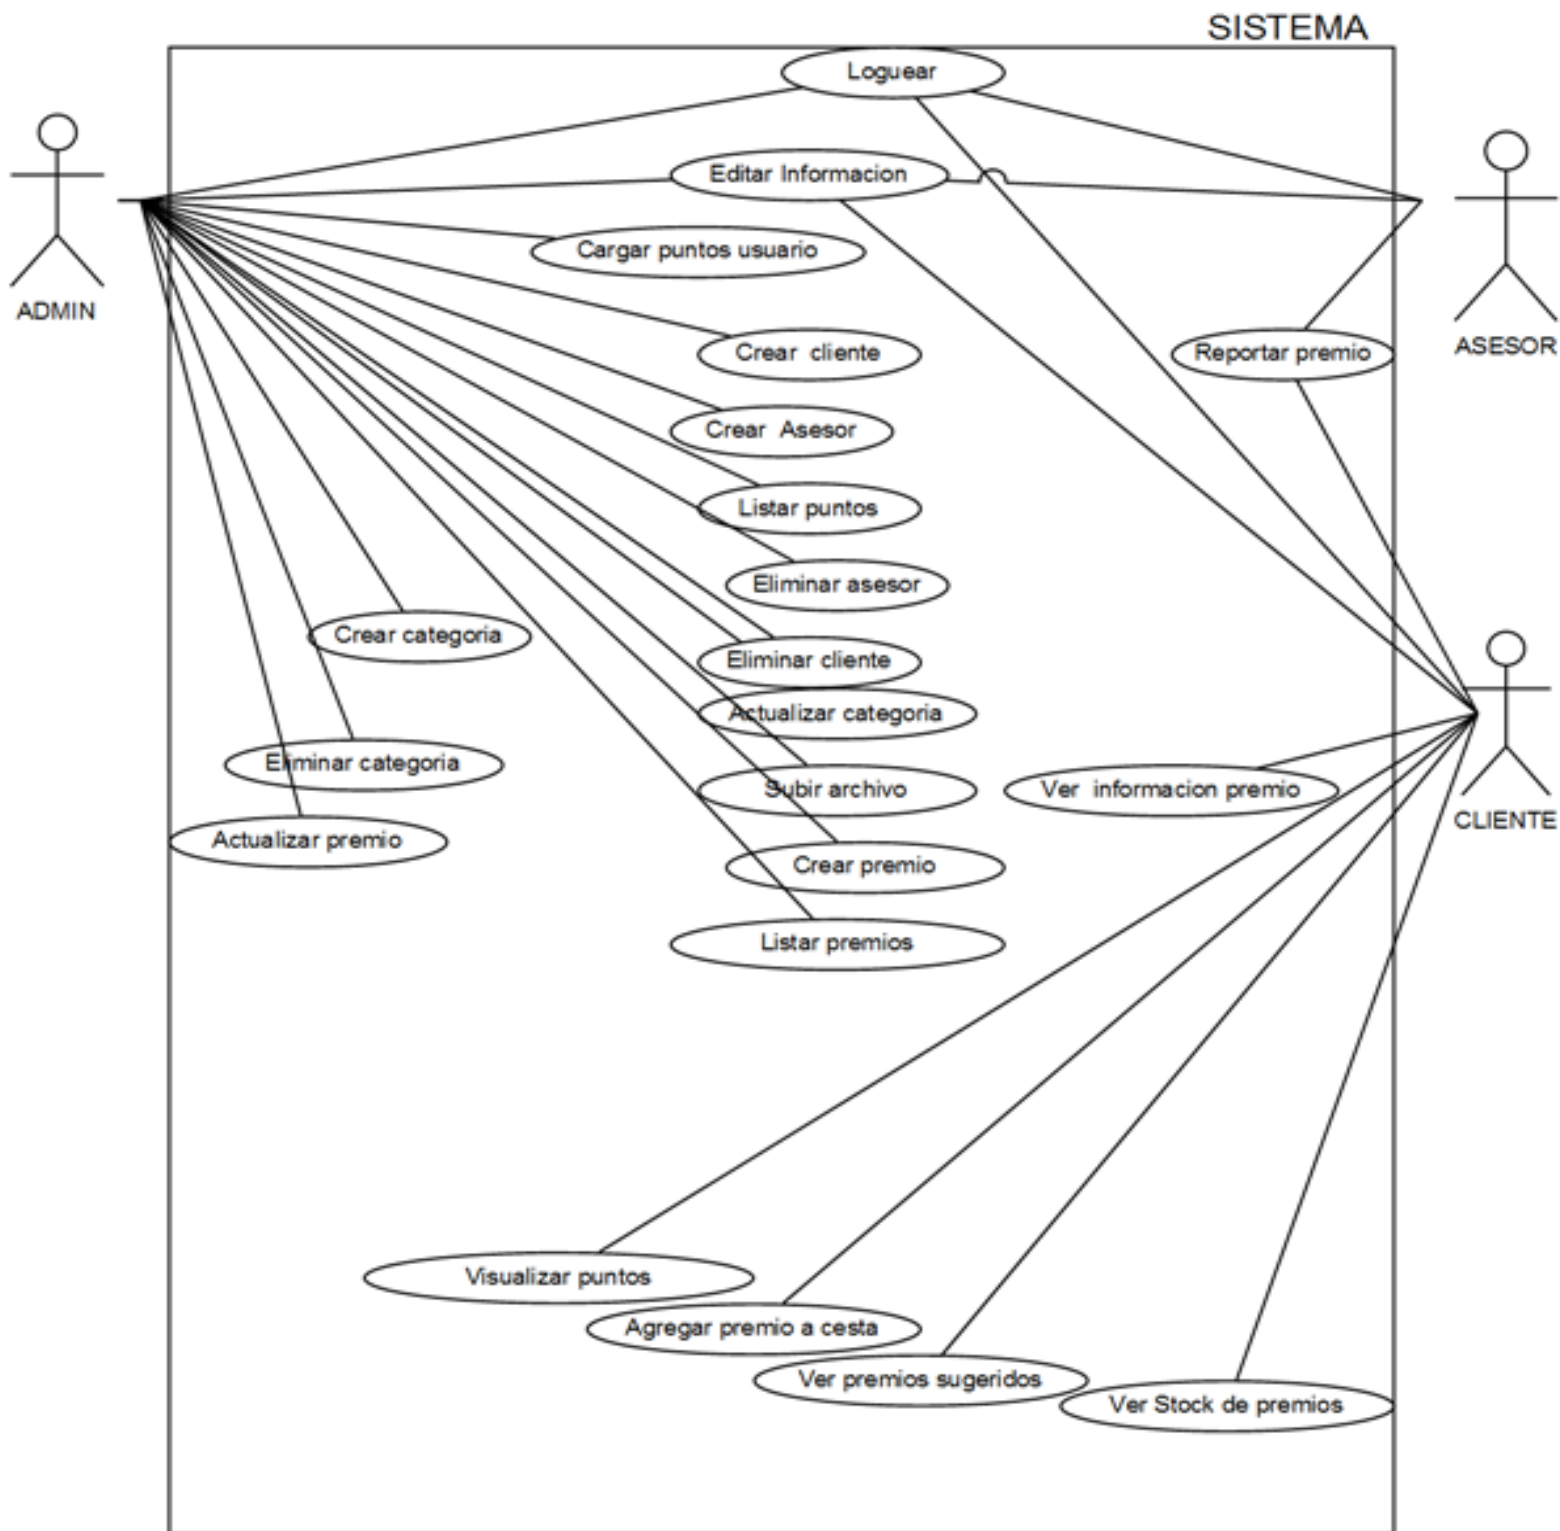 SISTEMA
Loguear
Editar Informacion
Cargar puntos usuario
ADMIN
Crear cliente
Reportar premio
ASESOR
Crear Asesor
Listar puntos
Eliminar asesor
Crear categoria
Eliminar cliente
Actualizar categoria
Eliminar categoria
Subir archivo
Ver informacion premio
CLIENTE
Actualizar premio
Crear premio
Listar premios
Visualizar puntos
Agregar premio a cesta
Ver premios sugeridos
Ver Stock de premios